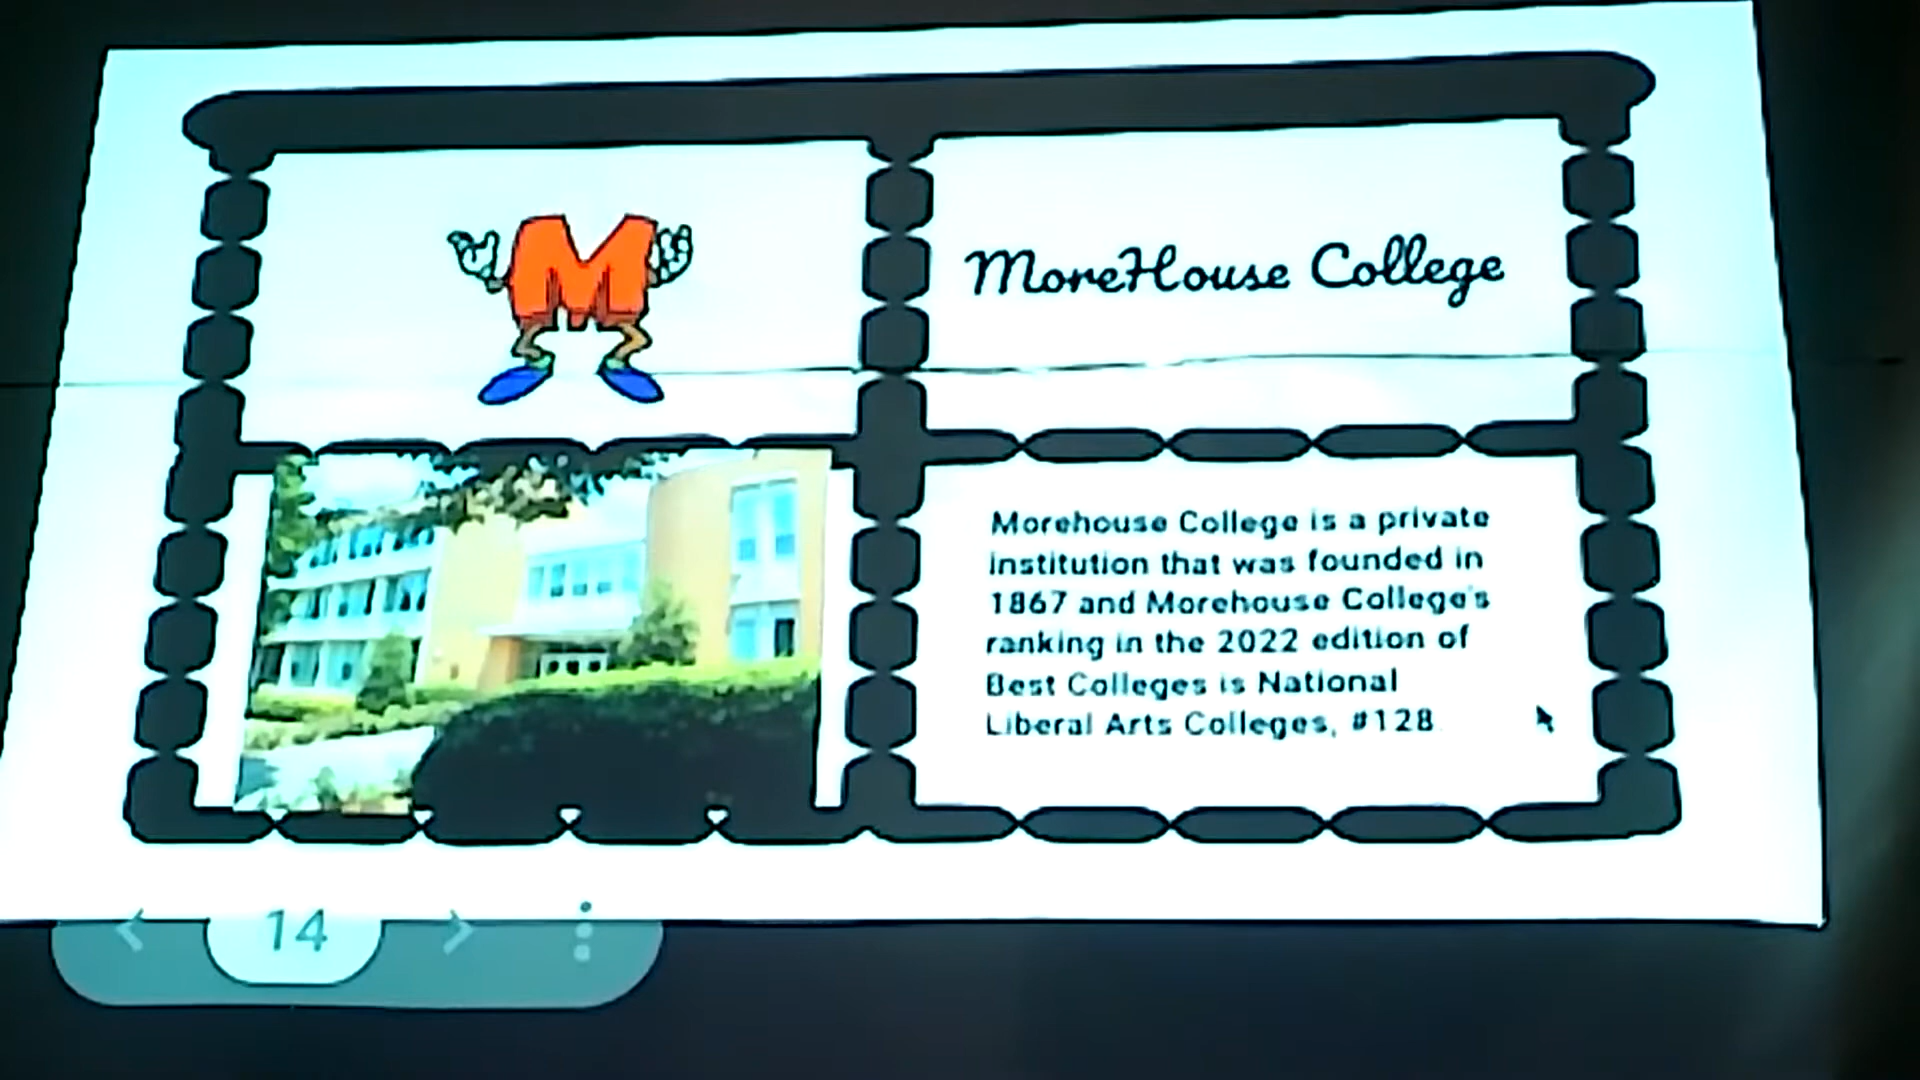 M
MoreHouse College
Morehouse College is a private
institution that was founded in
1867 and Morehouse College's
ranking in the 2022 edition of
Best Colleges is National
Liberal Arts Colleges, #128
14